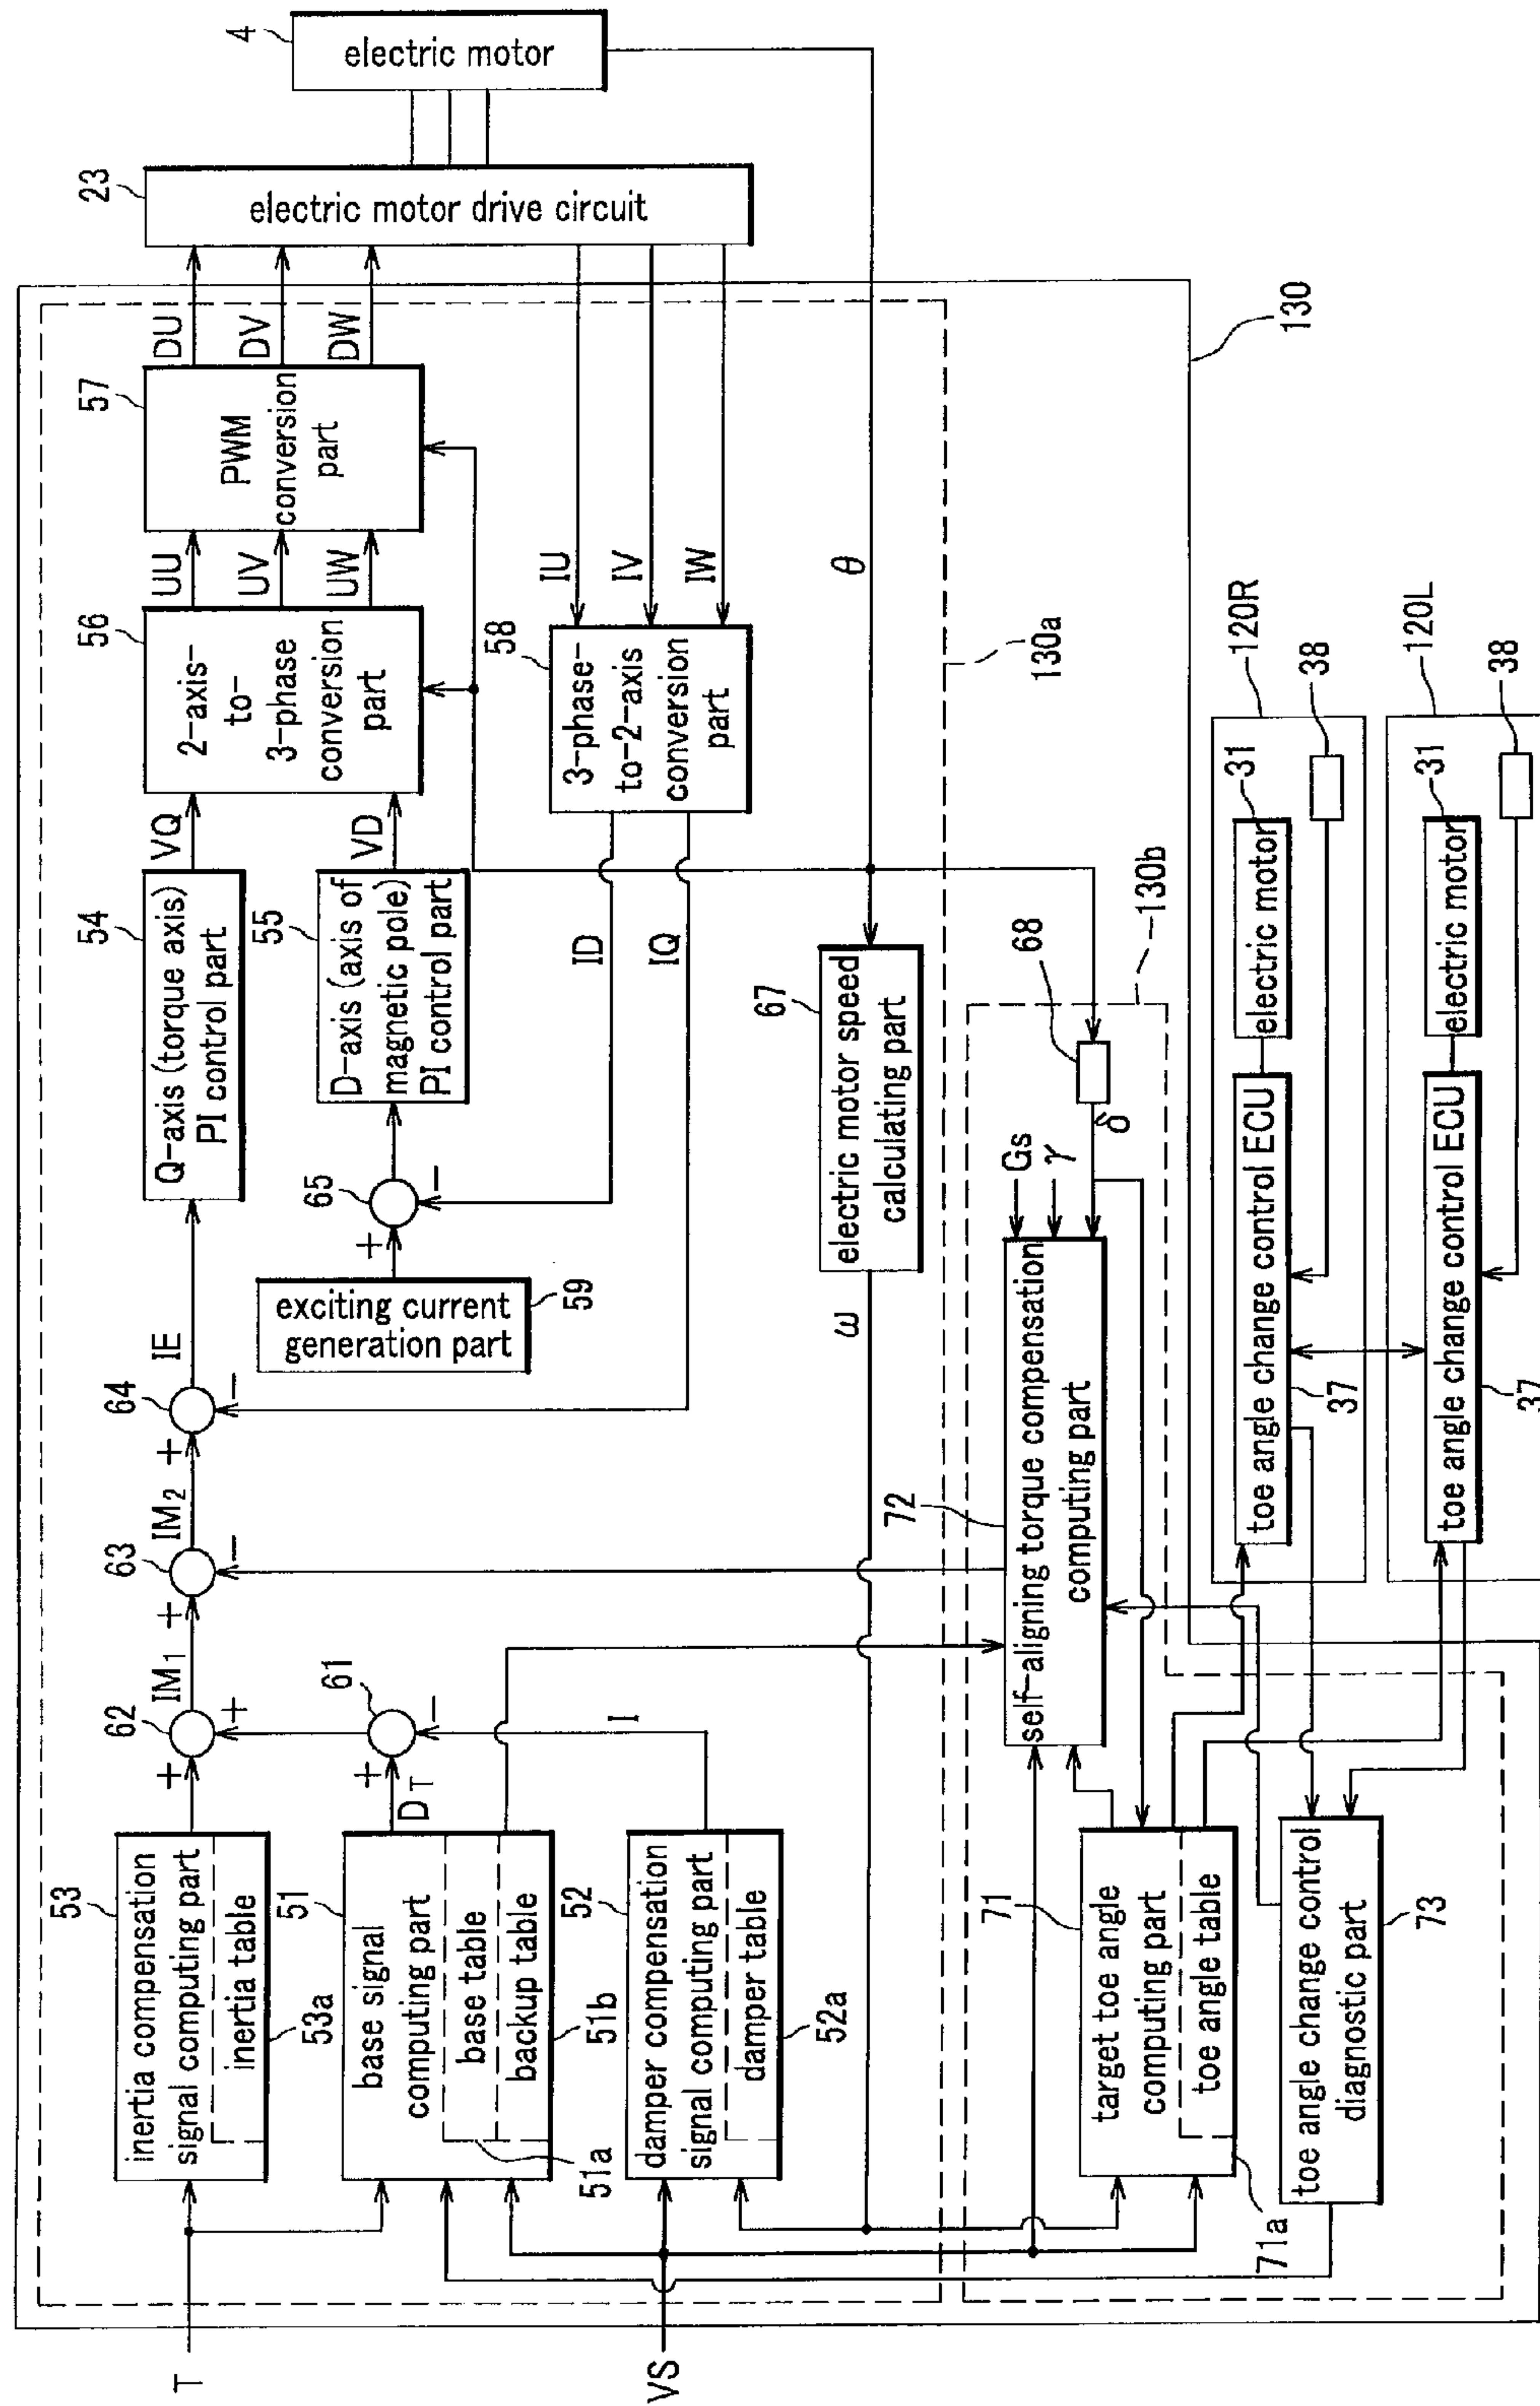 4
electric motor
23
electric motor drive circuit
DU
DV
DW
57
PWM
conversion
part
UU
UV
UW
56
2-axis-
to-
3-phase
conversion
part
VQ
VD
54
Q-axis (torque axis)
PI control part
55
D-axis (axis of
magnetic pole)
PI control part
IU
IV
IW
58
3-phase-
to-2-axis
conversion
part
ID
IQ
θ
130
130a
65
+
−
exciting current
generation part
59
IE
64
+
−
IM2
63
+
−
IM1
62
+
+
61
+
−
DT
I
53
inertia compensation
signal computing part
inertia table
53a
51
base signal
computing part
base table
backup table
51a
51b
52
damper compensation
signal computing part
damper table
52a
T
VS
67
electric motor speed
calculating part
ω
130b
68
δ
Gs
γ
72
self-aligning torque compensation
computing part
71
target toe angle
computing part
toe angle table
71a
toe angle change control
diagnostic part
73
120R
38
31
electric motor
toe angle change control ECU
37
120L
38
31
electric motor
toe angle change control ECU
37